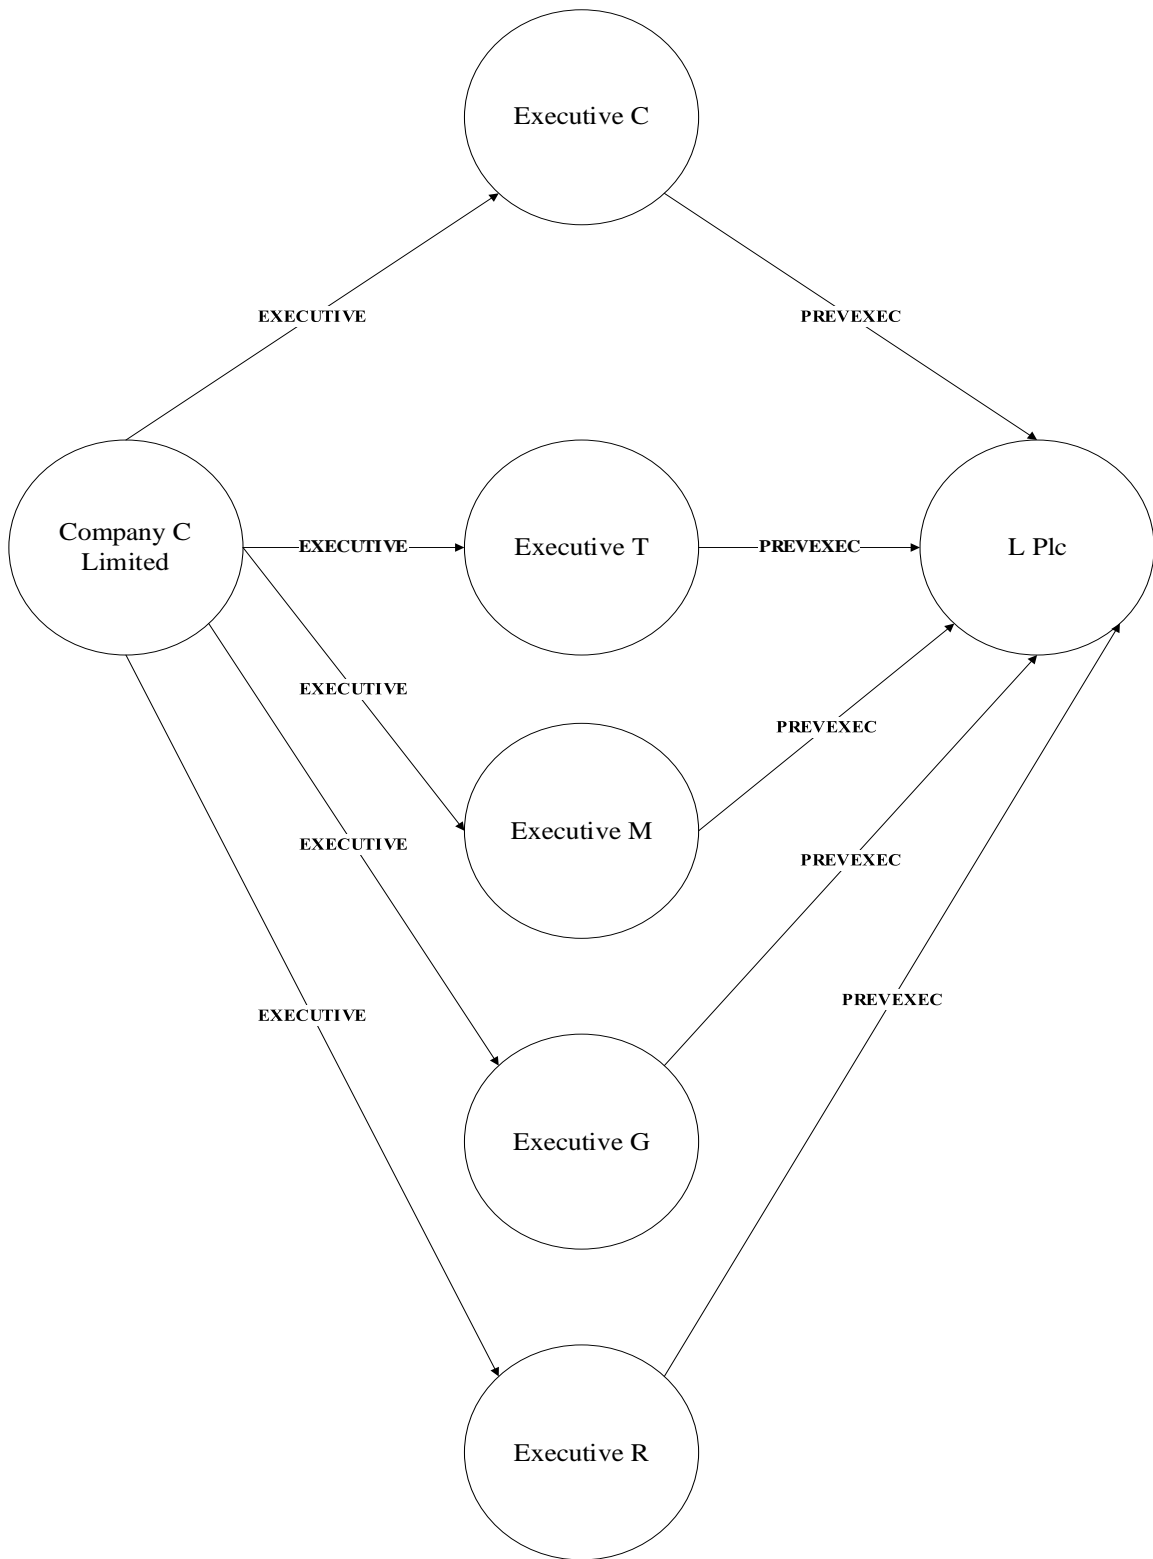 Executive C
EXECUTIVE
PREVEXEC
Company C
Limited
EXECUTIVE
Executive T
PREVEXEC
L Plc
EXECUTIVE
PREVEXEC
Executive M
EXECUTIVE
PREVEXEC
EXECUTIVE
PREVEXEC
Executive G
Executive R